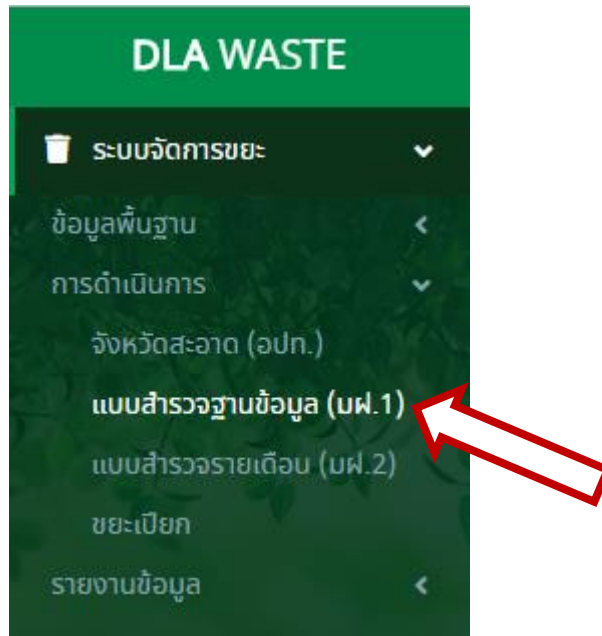 DLA WASTE
ระบบจัดการขยะ
ข้อมูลพื้นฐาน
การดำเนินการ
จังหวัดสะอาด (อปท.)
แบบสำรวจฐานข้อมูล (มฝ.1)
แบบสำรวจรายเดือน (มฝ.2)
ขยะเปียก
รายงานข้อมูล